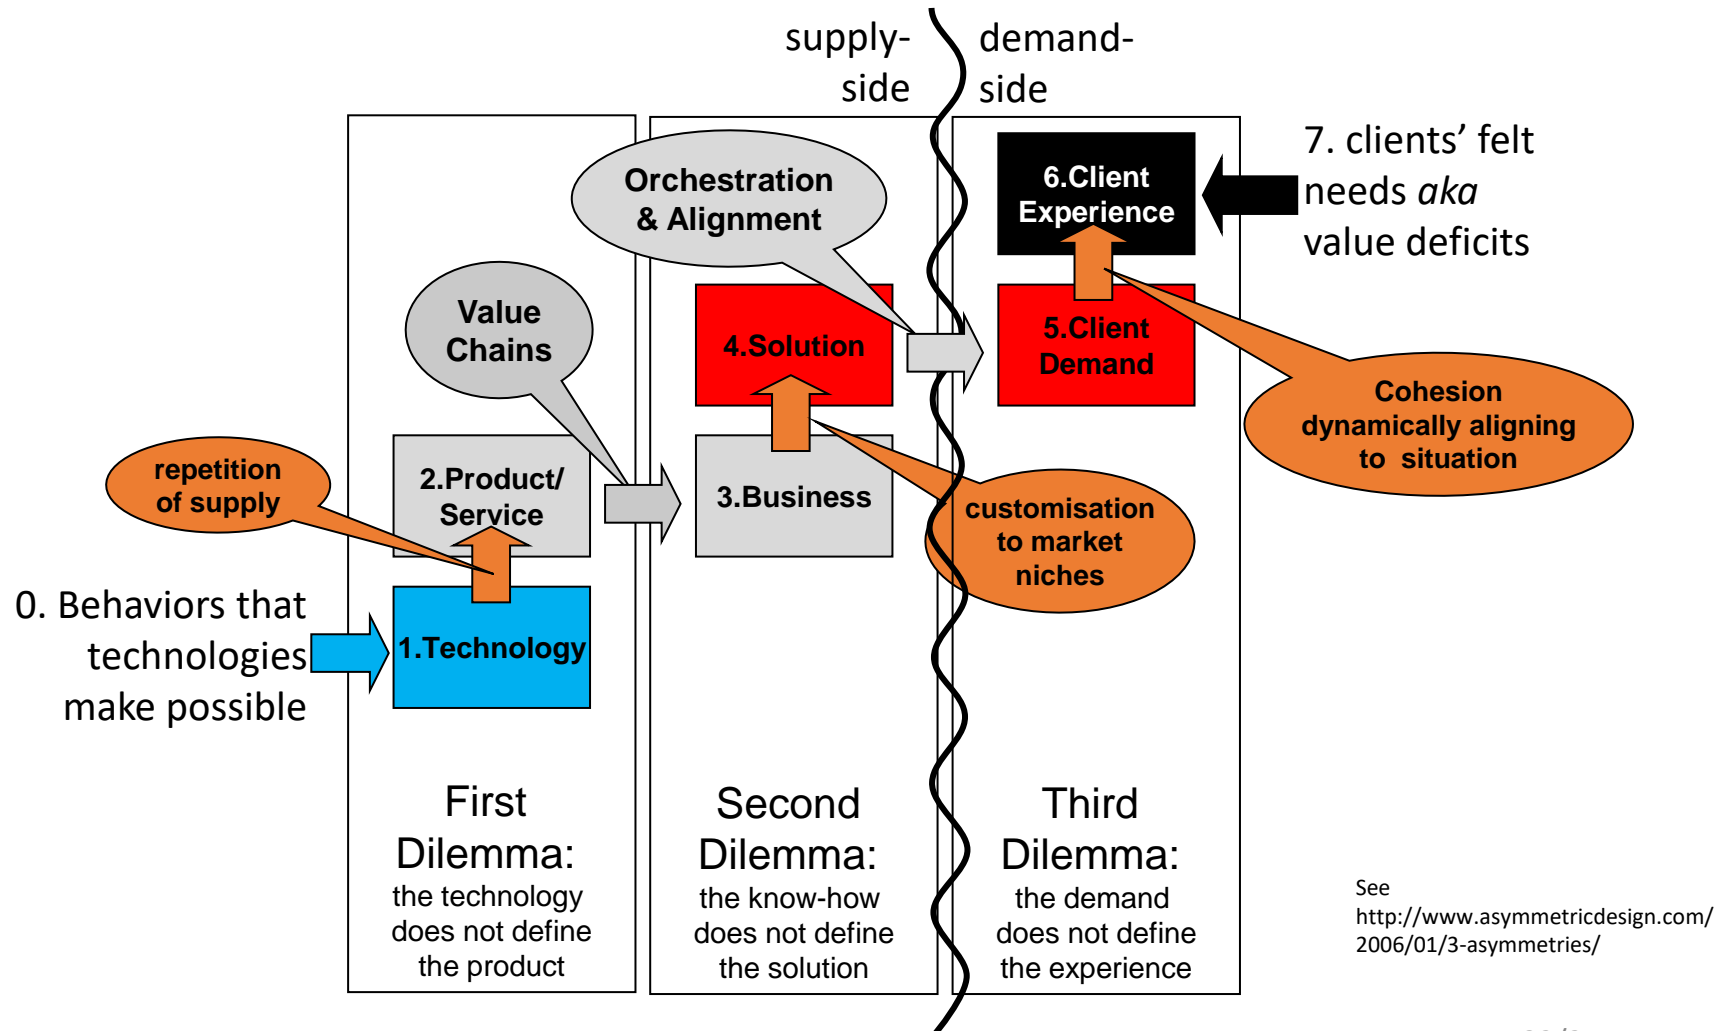 supply-
side
demand-
side
7. clients’ felt
needs aka
value deficits
6.Client
Experience
Orchestration
& Alignment
Value
Chains
4.Solution
5.Client
Demand
Cohesion
dynamically aligning
to situation
repetition
of supply
2.Product/
Service
3.Business
customisation
to market
niches
0. Behaviors that
technologies
make possible
1.Technology
First
Dilemma:
the technology
does not define
the product
Second
Dilemma:
the know-how
does not define
the solution
Third
Dilemma:
the demand
does not define
the experience
See
http://www.asymmetricdesign.com/
2006/01/3-asymmetries/